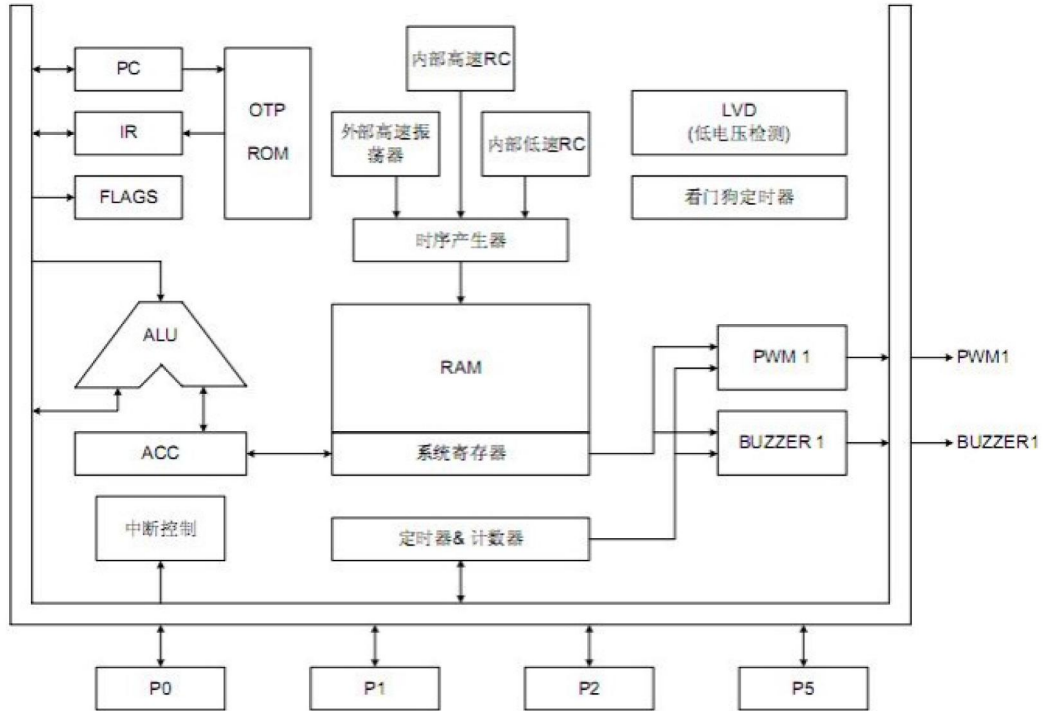 PC
IR
FLAGS
OTP
ROM
内部高速RC
外部高速振
荡器
内部低速RC
时序产生器
LVD
(低电压检测)
看门狗定时器
ALU
ACC
中断控制
RAM
系统寄存器
定时器& 计数器
PWM 1
BUZZER 1
PWM1
BUZZER1
P0
P1
P2
P5